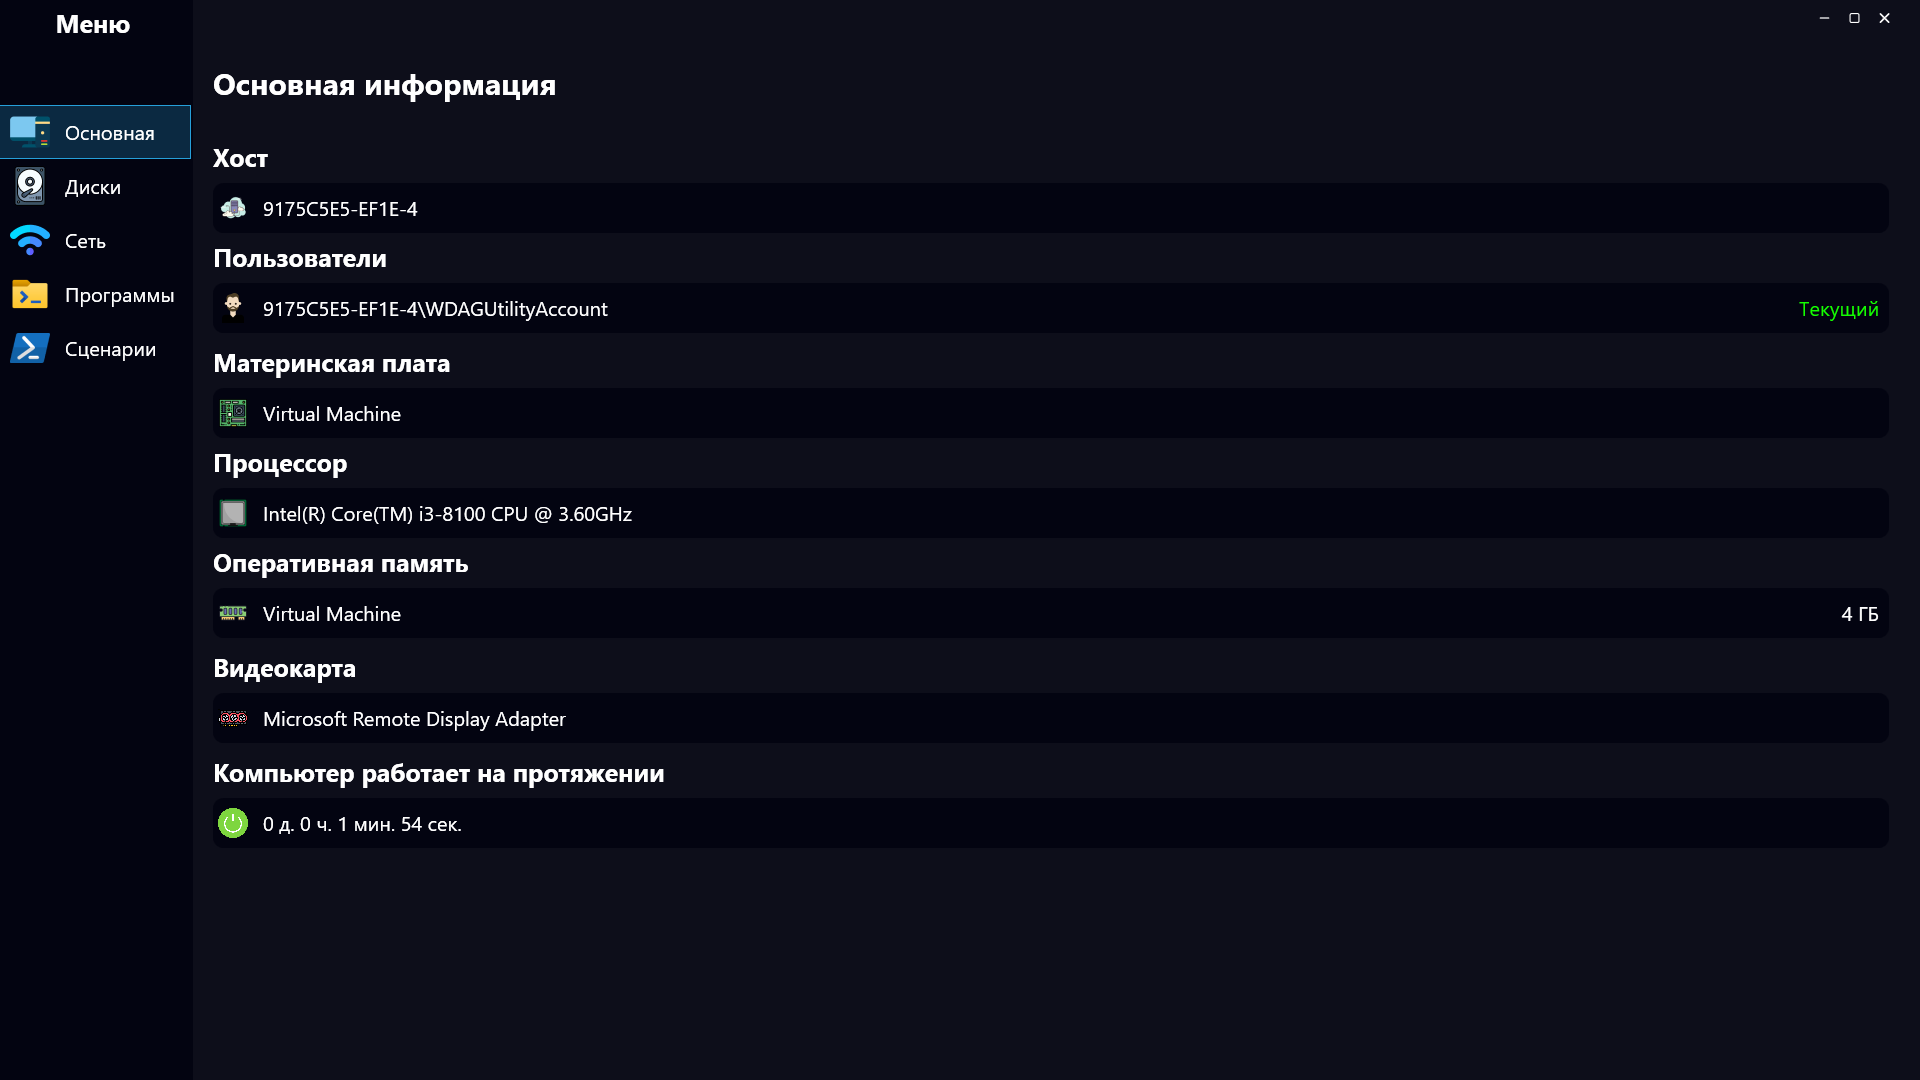 Меню
Основная
Диски
Сеть
Программы
Сценарии
Основная информация
Хост
9175C5E5-EF1E-4
Пользователи
9175C5E5-EF1E-4\WDAGUtilityAccount
Текущий
Материнская плата
Virtual Machine
Процессор
Intel(R) Core(TM) i3-8100 CPU @ 3.60GHz
Оперативная память
Virtual Machine
4 ГБ
Видеокарта
Microsoft Remote Display Adapter
Компьютер работает на протяжении
0 д. 0 ч. 1 мин. 54 сек.